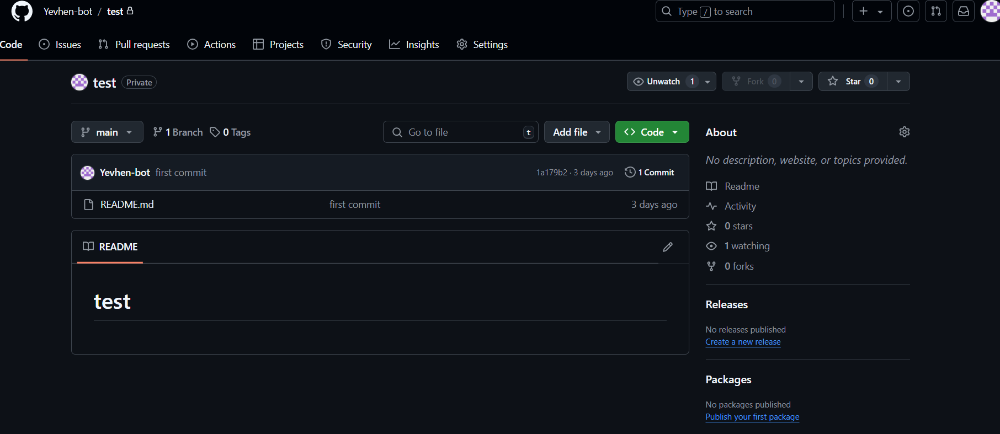 Yevhen-bot / test
Type / to search
Code Issues Pull requests Actions Projects Security Insights Settings
test Private
Unwatch 1 Fork 0 Star 0
main 1 Branch 0 Tags Go to file t Add file Code
Yevhen-bot first commit 1a179b2 · 3 days ago 1 Commit
README.md first commit 3 days ago
README
test
About
No description, website, or topics provided.
Readme
Activity
0 stars
1 watching
0 forks
Releases
No releases published
Create a new release
Packages
No packages published
Publish your first package